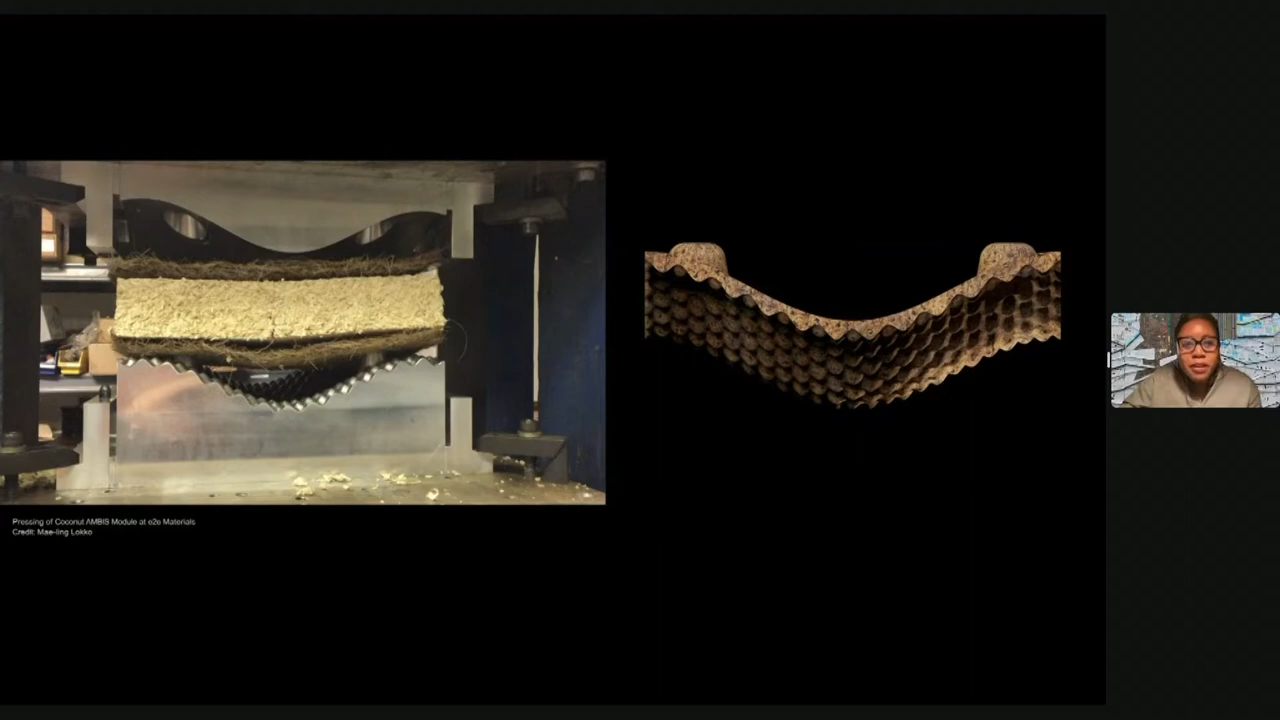 Pressing of Coconut AMBIS Module at e2e Materials
Credit: Mae-ling Lokko